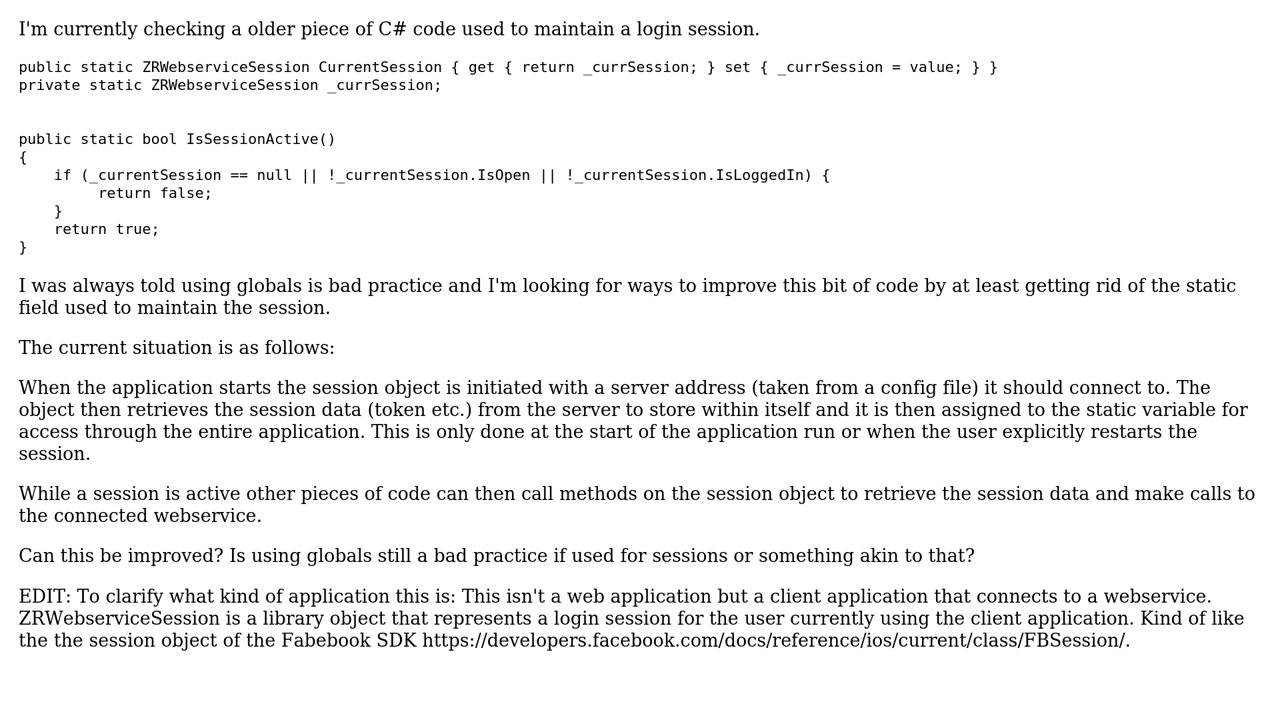 I'm currently checking a older piece of C# code used to maintain a login session.
public static ZRWebserviceSession CurrentSession { get { return _currSession; } set { _currSession = value; } }
private static ZRWebserviceSession _currSession;
public static bool IsSessionActive()
{
    if (_currentSession == null || !_currentSession.IsOpen || !_currentSession.IsLoggedIn) {
         return false;
    }
    return true;
}
I was always told using globals is bad practice and I'm looking for ways to improve this bit of code by at least getting rid of the static
field used to maintain the session.
The current situation is as follows:
When the application starts the session object is initiated with a server address (taken from a config file) it should connect to. The
object then retrieves the session data (token etc.) from the server to store within itself and it is then assigned to the static variable for
access through the entire application. This is only done at the start of the application run or when the user explicitly restarts the
session.
While a session is active other pieces of code can then call methods on the session object to retrieve the session data and make calls to
the connected webservice.
Can this be improved? Is using globals still a bad practice if used for sessions or something akin to that?
EDIT: To clarify what kind of application this is: This isn't a web application but a client application that connects to a webservice.
ZRWebserviceSession is a library object that represents a login session for the user currently using the client application. Kind of like
the the session object of the Fabebook SDK https://developers.facebook.com/docs/reference/ios/current/class/FBSession/.